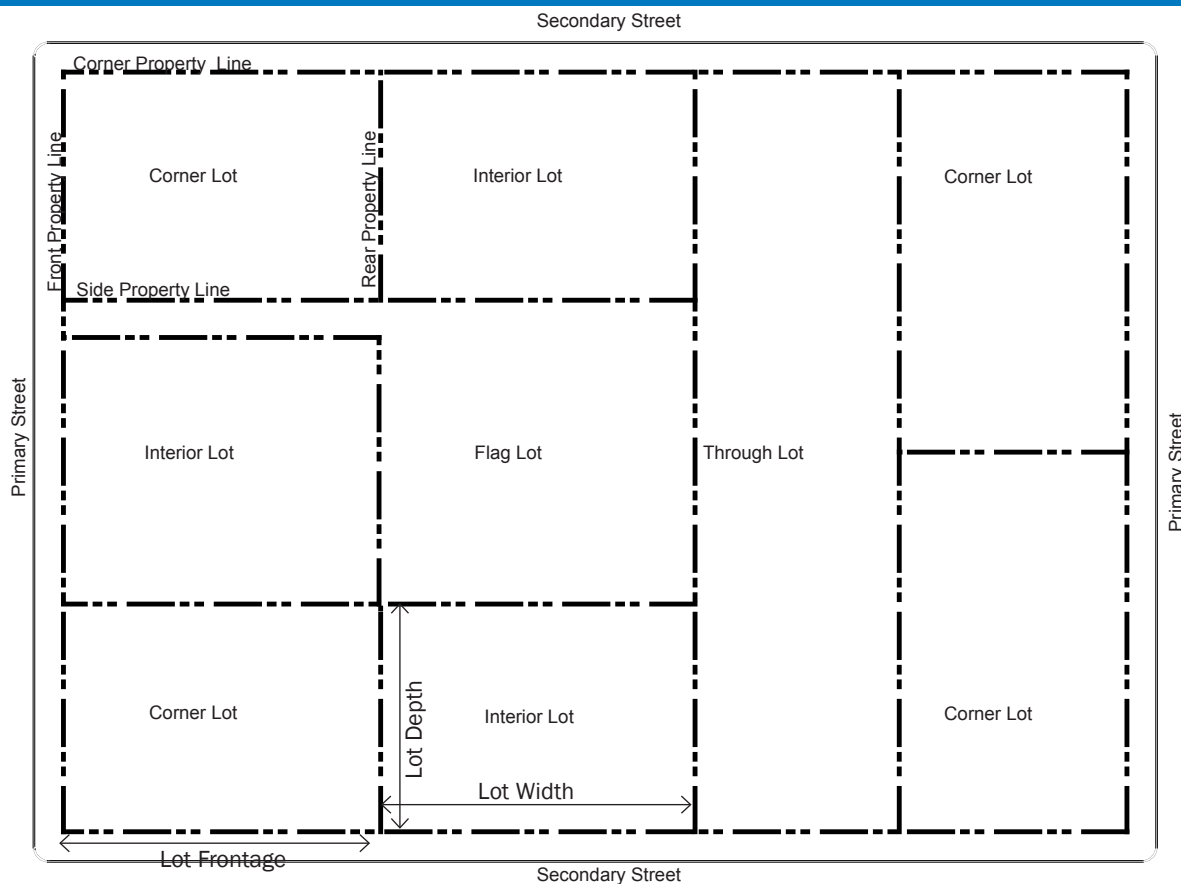 Secondary Street
Corner Property Line
Front Property Line
Corner Lot
Rear Property Line
Interior Lot
Corner Lot
Side Property Line
Primary Street
Interior Lot
Flag Lot
Through Lot
Primary Street
Corner Lot
Lot Depth
Interior Lot
Corner Lot
Lot Width
Lot Frontage
Secondary Street